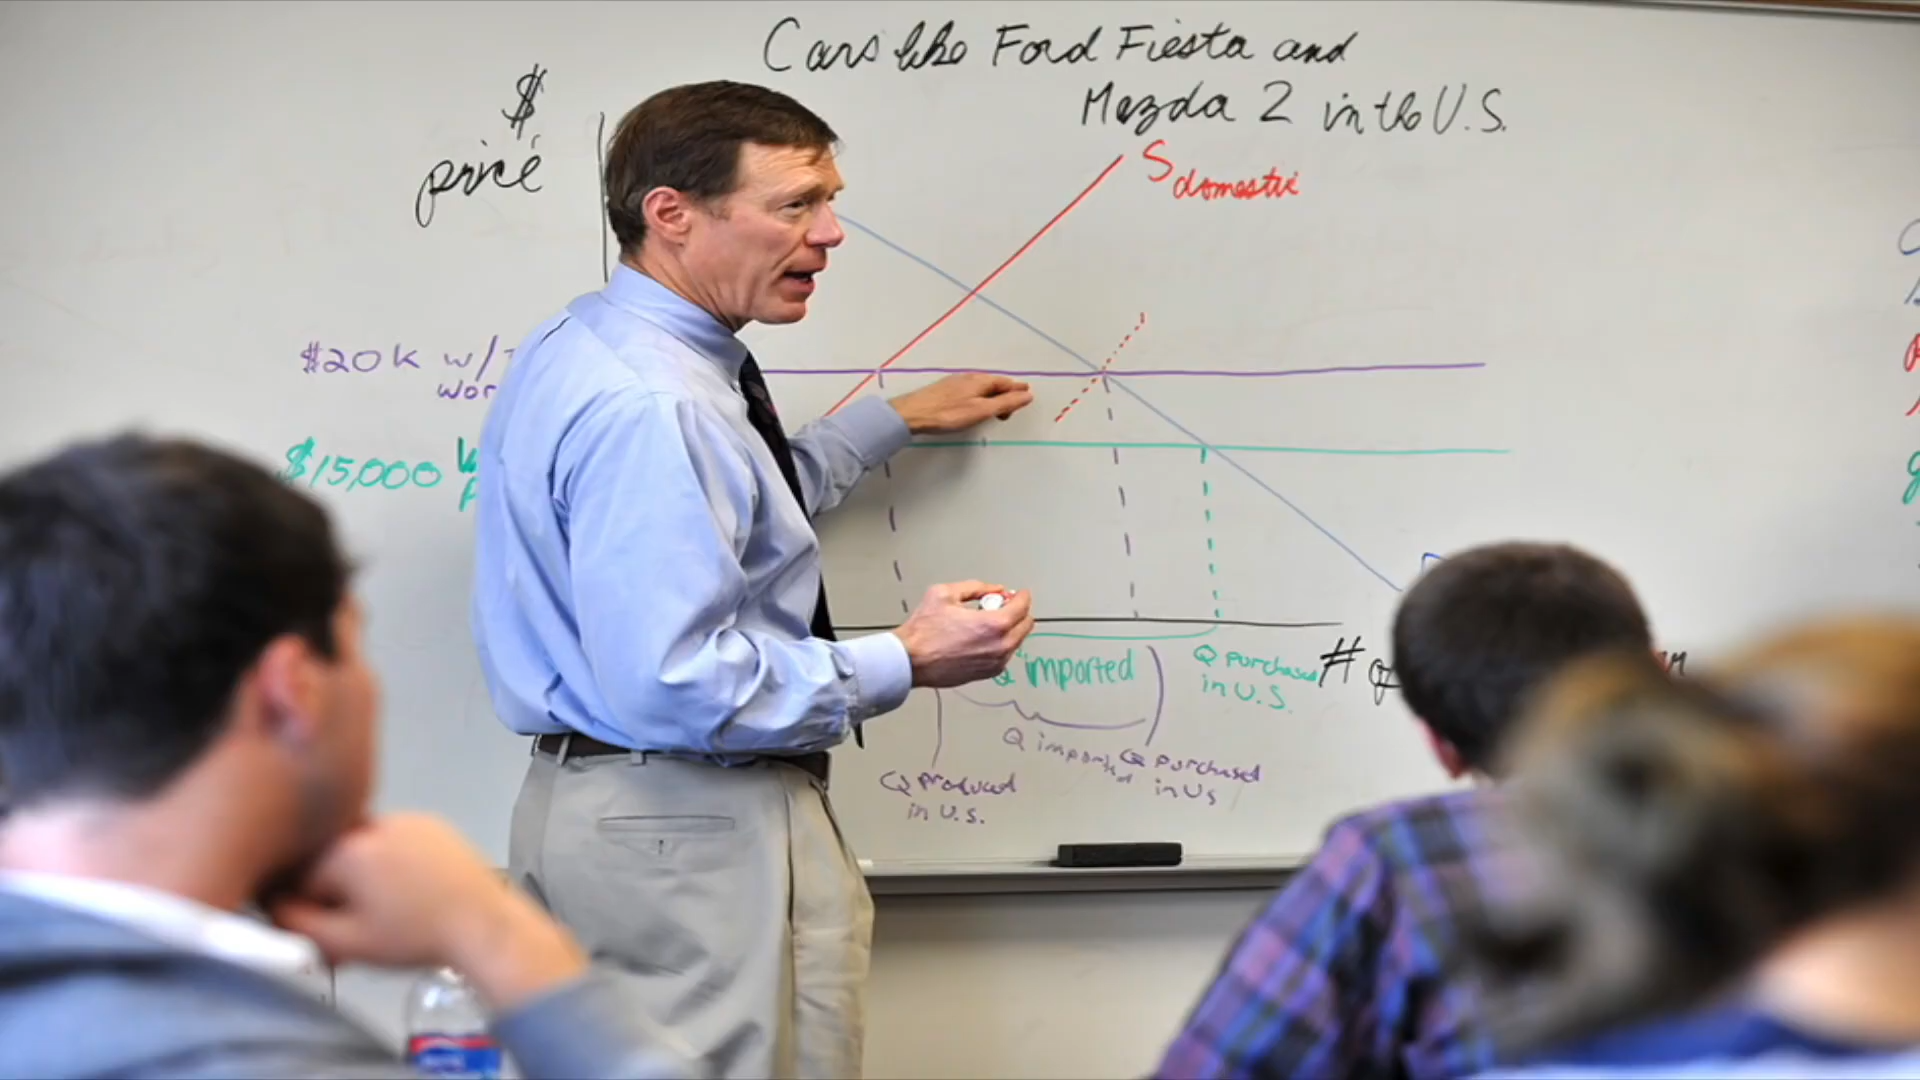 Cars like Ford Fiesta and
Mazda 2 in the U.S.
$
price
S domestic
$20K w/
$15,000
Q imported
Q purchased
in U.S.
#
Q imported
Q purchased
in US
Q produced
in U.S.